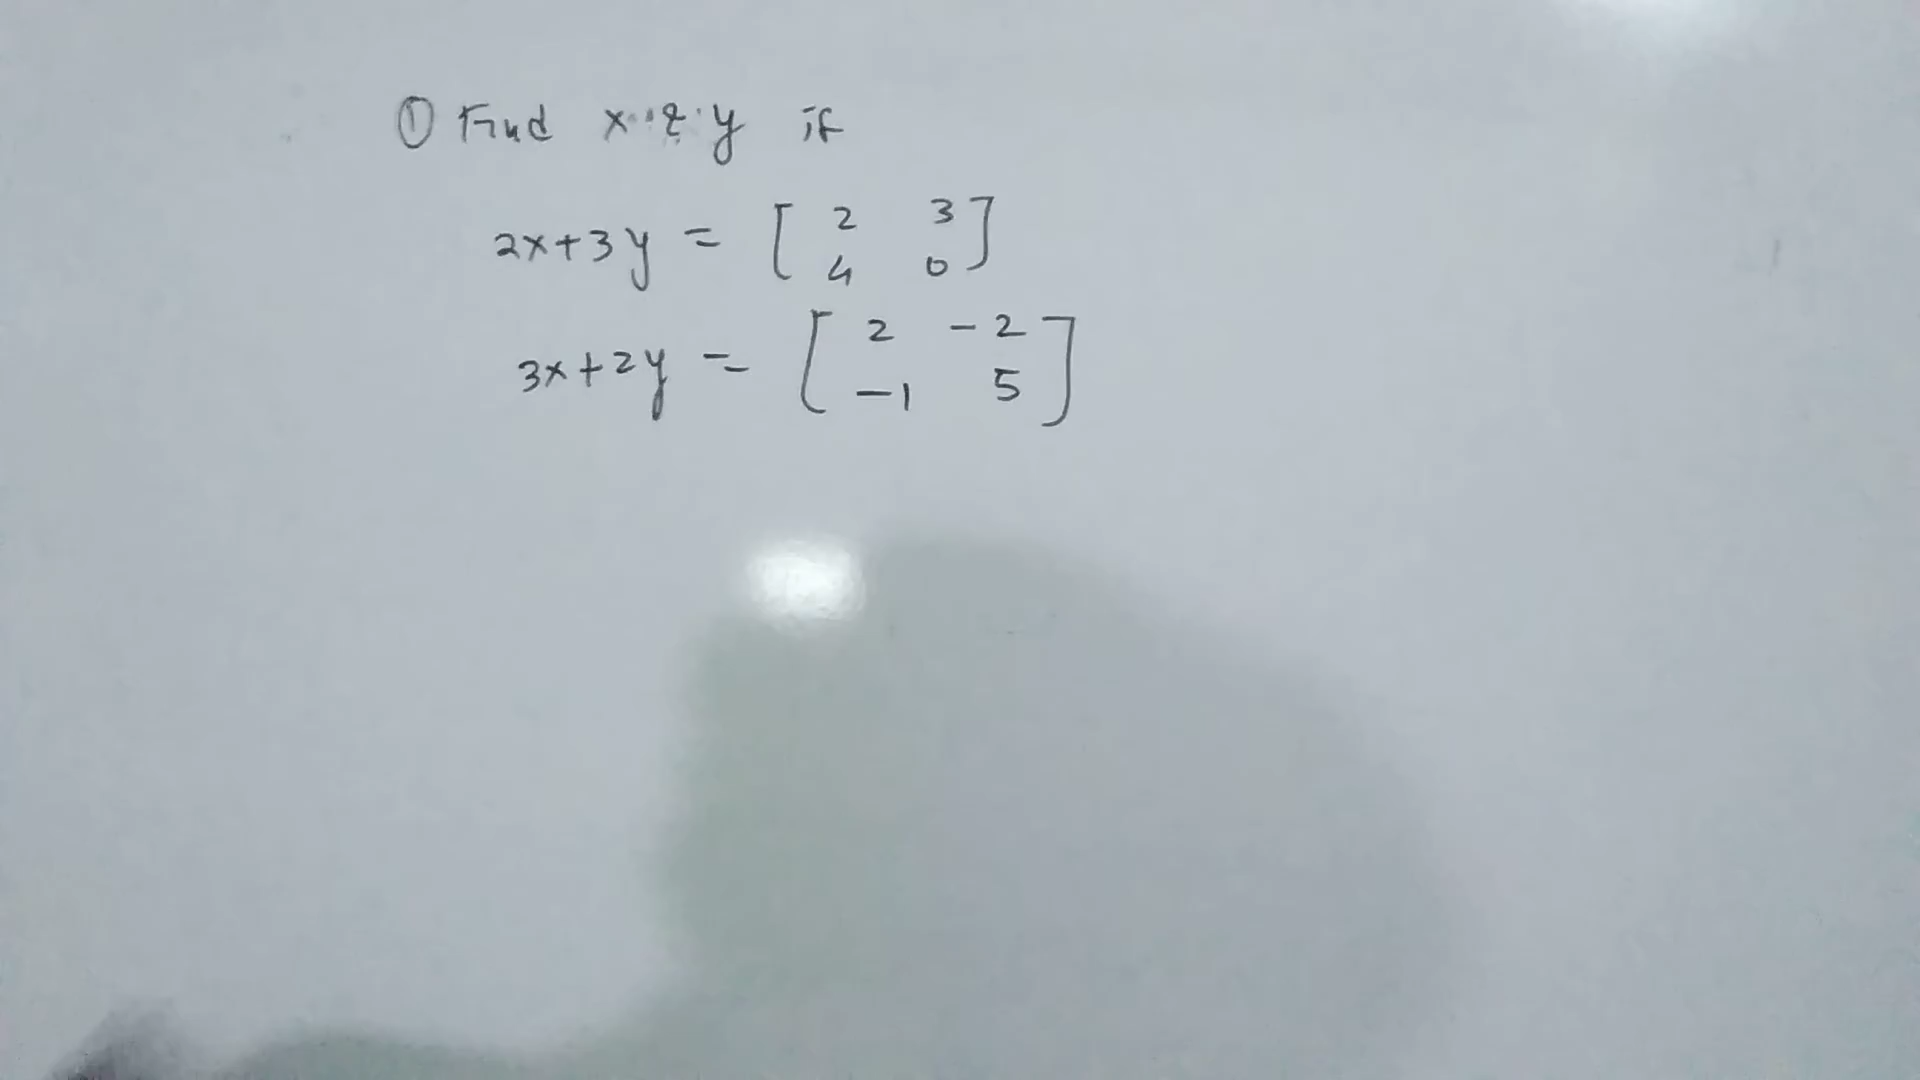 ① Find x & y if
2x+3y = [ 2 3
4 0 ]
3x+2y = [ 2 -2
-1 5 ]